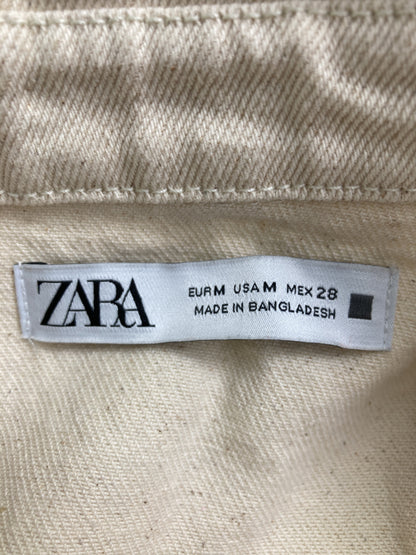 ZARA
EUR M USA M MEX 28
MADE IN BANGLADESH